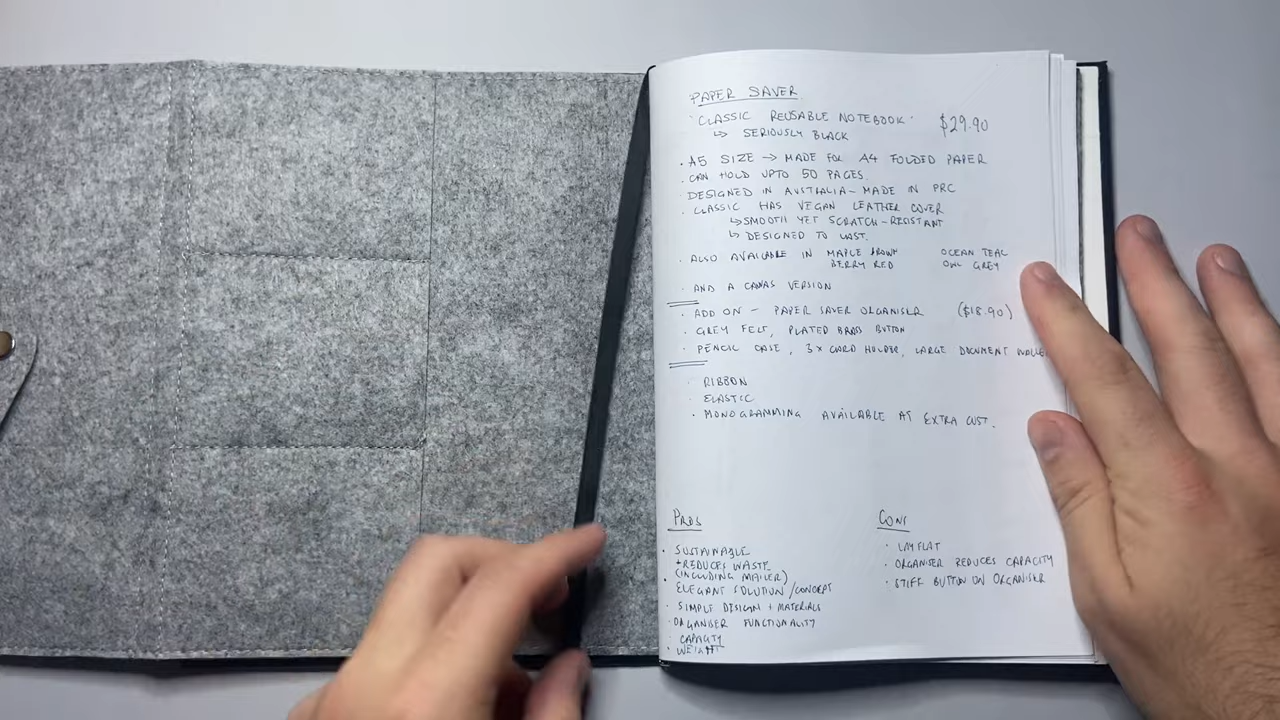 PAPER SAVER
"CLASSIC REUSABLE NOTEBOOK" $29.90
↳ SERIOUSLY BLACK
· A5 SIZE → MADE FOR A4 FOLDED PAPER
· CAN HOLD UPTO 50 PAGES.
· DESIGNED IN AUSTRALIA - MADE IN PRC
· CLASSIC HAS VEGAN LEATHER COVER
↳ SMOOTH YET SCRATCH-RESISTANT
↳ DESIGNED TO LAST.
· ALSO AVAILABLE IN MAPLE BROWN OCEAN TEAL
BERRY RED OWL GREY
· AND A CANVAS VERSION
· ADD ON - PAPER SAVER ORGANISER ($18.90)
· GREY FELT, PLATED BRASS BUTTON
· PENCIL CASE, 3 x CARD HOLDER, LARGE DOCUMENT
· RIBBON
· ELASTIC
· MONOGRAMMING AVAILABLE AT EXTRA COST.
PROS
· SUSTAINABLE
+ REDUCES WASTE
(INCLUDING MAILER)
· ELEGANT SOLUTION / CONCEPT
· SIMPLE DESIGN + MATERIALS
· ORGANISER FUNCTIONALITY
· CAPACITY
· WEIGHT
CONS
· LAY FLAT
· ORGANISER REDUCES CAPACITY
· STIFF BUTTON ON ORGANISER